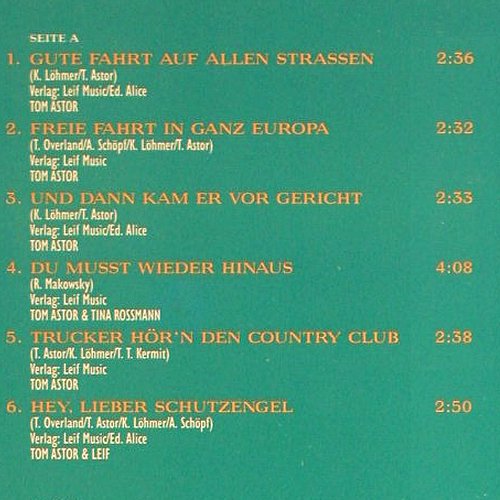 SEITE A
1. GUTE FAHRT AUF ALLEN STRASSEN 2:36
(K. Löhmer/T. Astor)
Verlag: Leif Music/Ed. Alice
TOM ASTOR
2. FREIE FAHRT IN GANZ EUROPA 2:32
(T. Overland/A. Schöpf/K. Löhmer/T. Astor)
Verlag: Leif Music
TOM ASTOR
3. UND DANN KAM ER VOR GERICHT 2:33
(K. Löhmer/T. Astor)
Verlag: Leif Music/Ed. Alice
TOM ASTOR
4. DU MUSST WIEDER HINAUS 4:08
(R. Makowsky)
Verlag: Leif Music
TOM ASTOR & TINA ROSSMANN
5. TRUCKER HÖR'N DEN COUNTRY CLUB 2:38
(T. Astor/K. Löhmer/T. T. Kermit)
Verlag: Leif Music
TOM ASTOR
6. HEY, LIEBER SCHUTZENGEL 2:50
(T. Overland/T. Astor/K. Löhmer/A. Schöpf)
Verlag: Leif Music/Ed. Alice
TOM ASTOR & LEIF